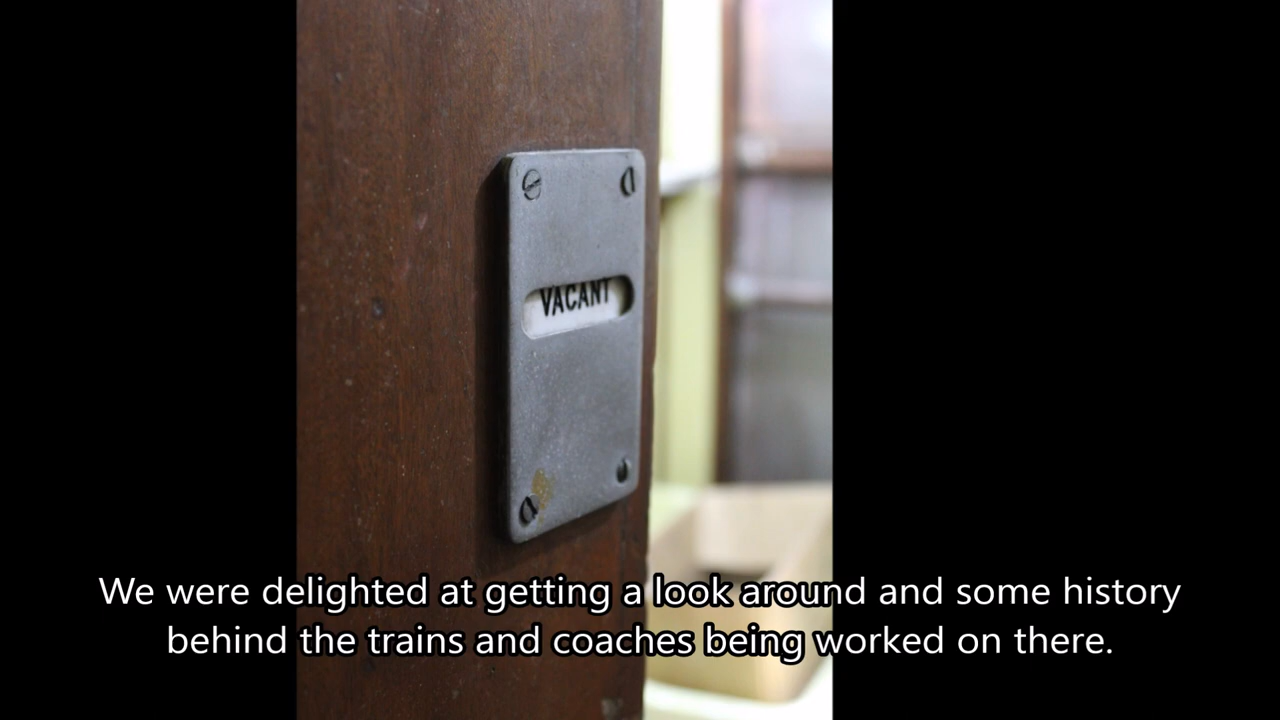 VACANT
We were delighted at getting a look around and some history
behind the trains and coaches being worked on there.